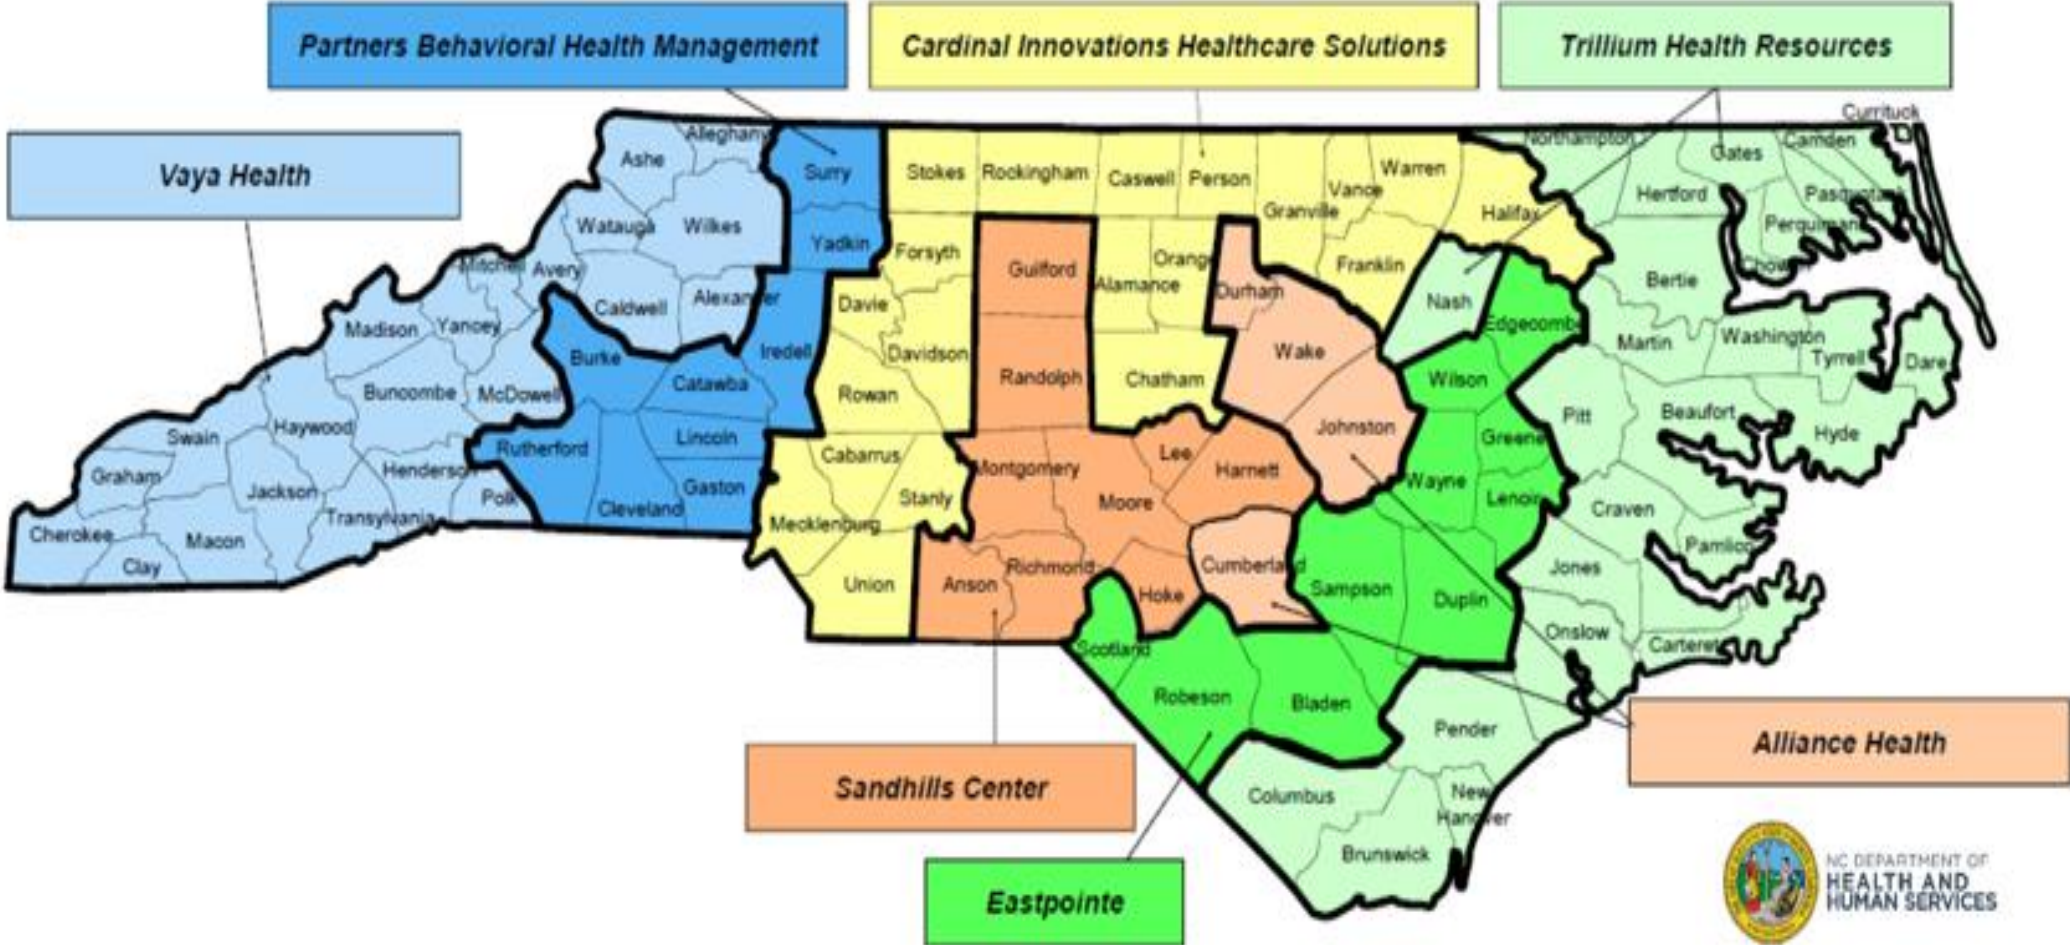 Partners Behavioral Health Management
Cardinal Innovations Healthcare Solutions
Trillium Health Resources
Vaya Health
Currituck
Alleghany
Ashe
Surry
Stokes
Rockingham
Caswell
Person
Granville
Vance
Warren
Halifax
Northampton
Gates
Camden
Hertford
Pasquotank
Perquimans
Chowan
Watauga
Wilkes
Yadkin
Forsyth
Guilford
Alamance
Orange
Durham
Franklin
Nash
Edgecombe
Bertie
Mitchell
Avery
Caldwell
Alexander
Iredell
Davie
Davidson
Madison
Yancey
Burke
Catawba
Rowan
Randolph
Chatham
Wake
Wilson
Martin
Washington
Tyrrell
Dare
Buncombe
McDowell
Swain
Haywood
Rutherford
Lincoln
Cabarrus
Montgomery
Lee
Harnett
Johnston
Greene
Pitt
Beaufort
Hyde
Graham
Jackson
Henderson
Polk
Cleveland
Gaston
Stanly
Moore
Wayne
Lenoir
Craven
Pamlico
Cherokee
Clay
Macon
Transylvania
Mecklenburg
Union
Anson
Richmond
Hoke
Cumberland
Sampson
Duplin
Jones
Onslow
Carteret
Scotland
Robeson
Bladen
Pender
Columbus
New
Hanover
Brunswick
Alliance Health
Sandhills Center
Eastpointe
NC DEPARTMENT OF
HEALTH AND
HUMAN SERVICES